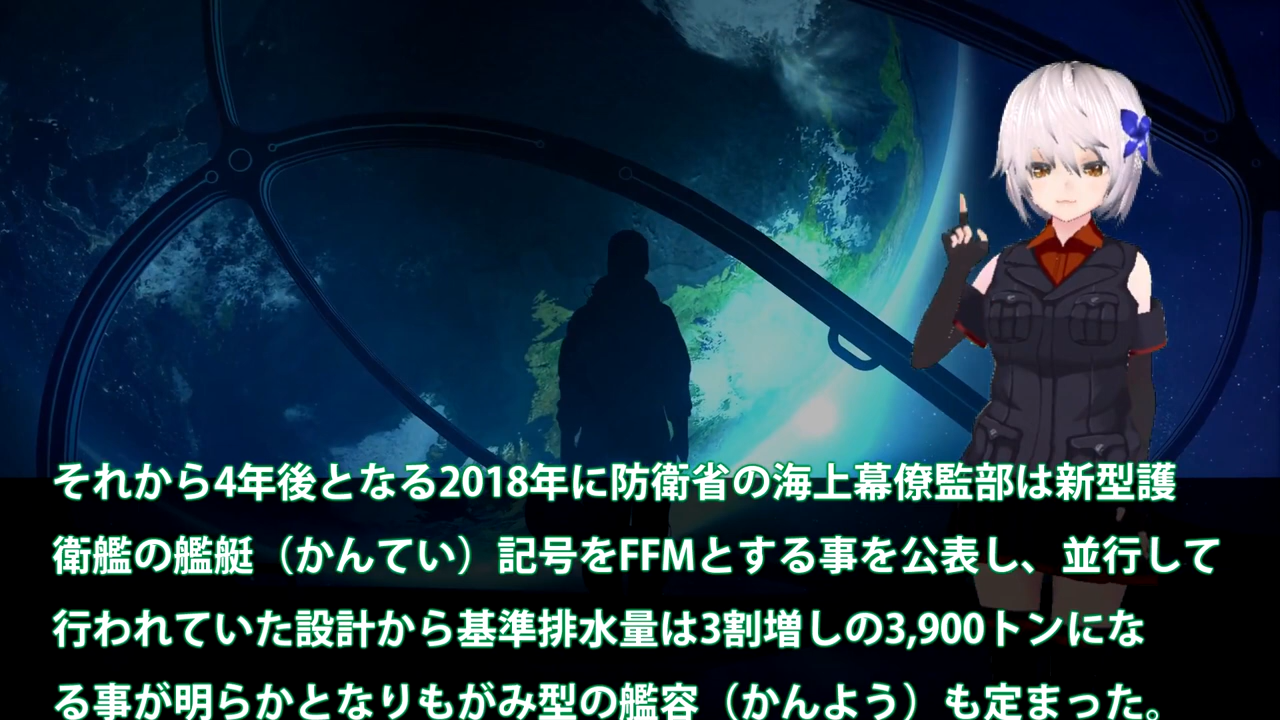 それから4年後となる2018年に防衛省の海上幕僚監部は新型護
衛艦の艦艇（かんてい）記号をFFMとする事を公表し、並行して
行われていた設計から基準排水量は3割増しの3,900トンにな
る事が明らかとなりもがみ型の艦容（かんよう）も定まった。